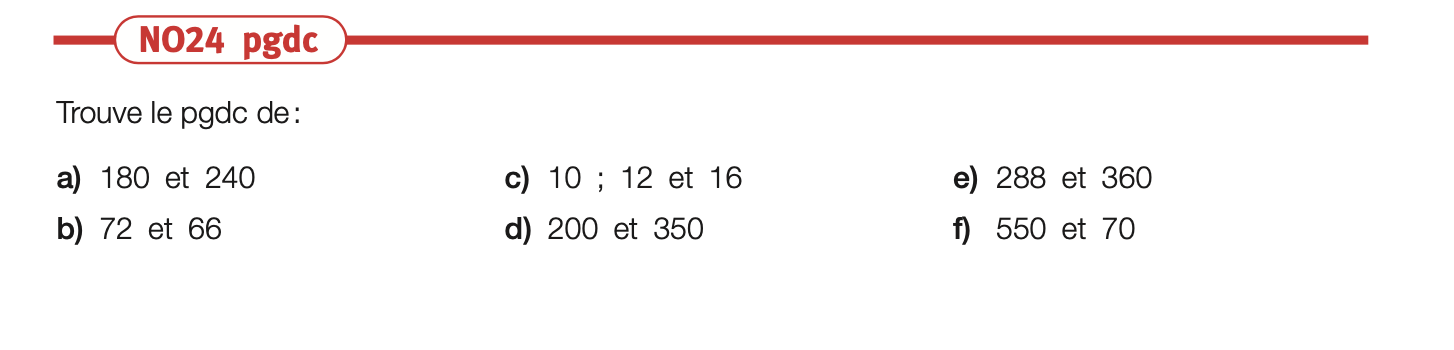 NO24 pgdc
Trouve le pgdc de :
a) 180 et 240
b) 72 et 66
c) 10 ; 12 et 16
d) 200 et 350
e) 288 et 360
f) 550 et 70